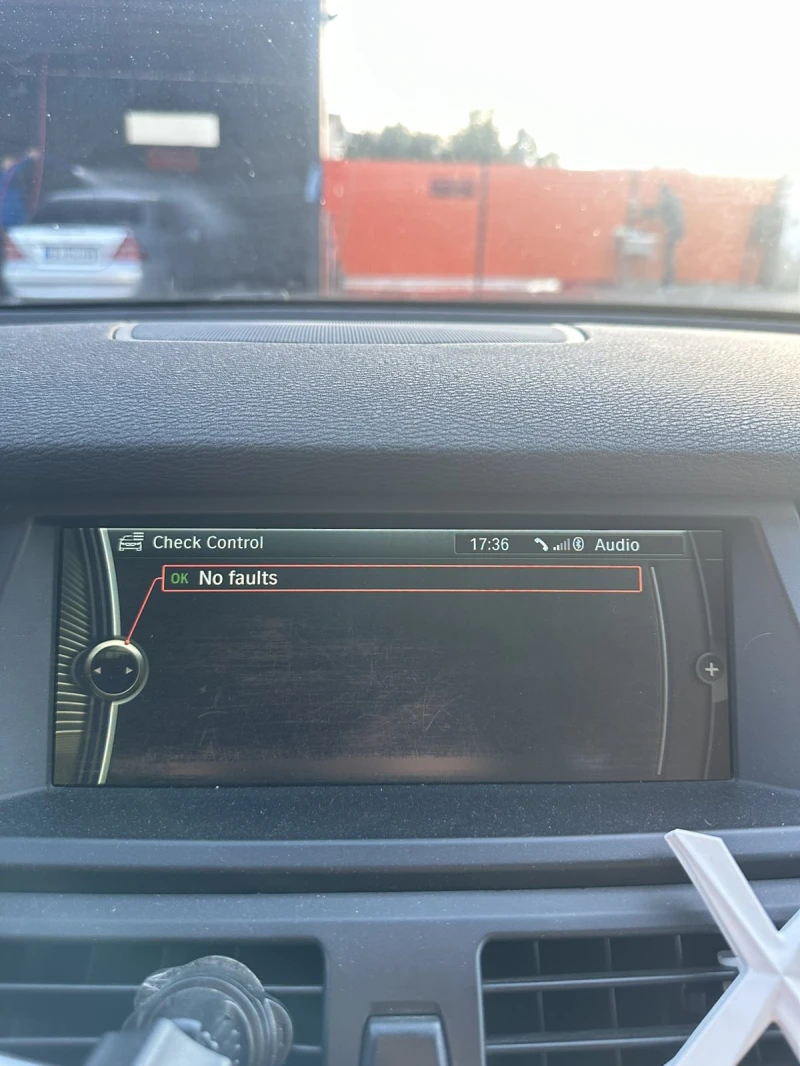 Check Control
17:36
Audio
OK No faults